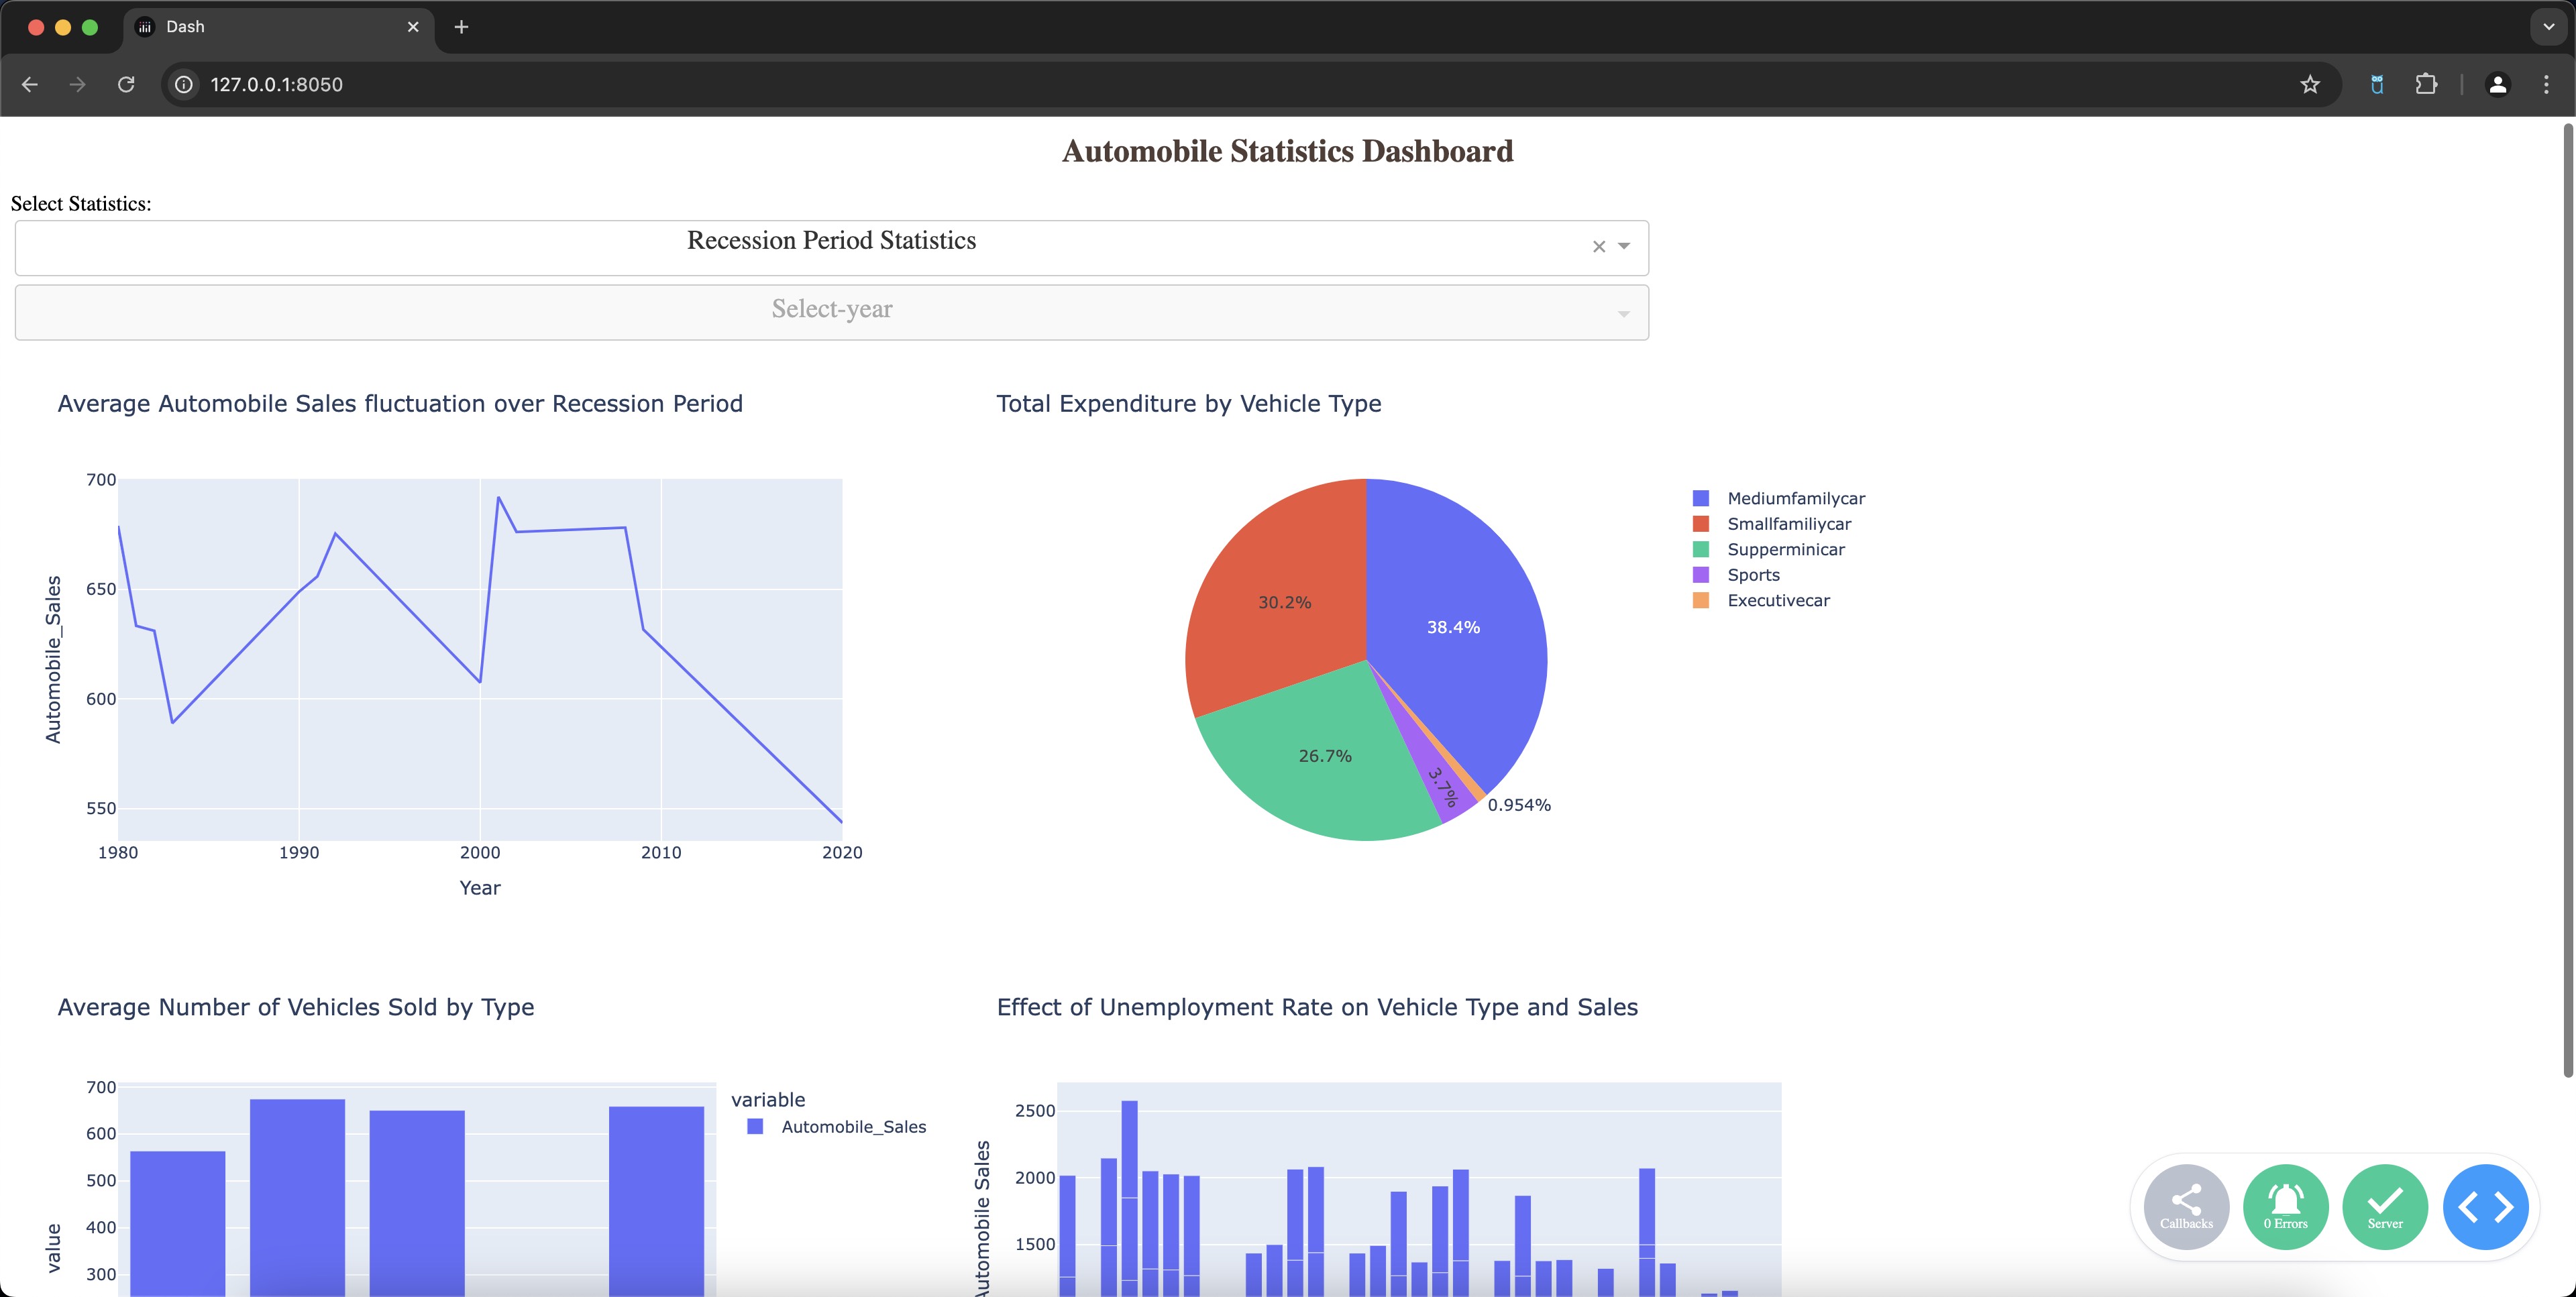 Dash
127.0.0.1:8050
Automobile Statistics Dashboard
Select Statistics:
Recession Period Statistics
Select-year
Average Automobile Sales fluctuation over Recession Period
700
650
600
550
Automobile_Sales
1980 1990 2000 2010 2020
Year
Total Expenditure by Vehicle Type
38.4%
30.2%
26.7%
3.7%
0.954%
Mediumfamilycar
Smallfamiliycar
Supperminicar
Sports
Executivecar
Average Number of Vehicles Sold by Type
700
600
500
400
300
value
variable
Automobile_Sales
Effect of Unemployment Rate on Vehicle Type and Sales
2500
2000
1500
Automobile Sales
Callbacks
0 Errors
Server